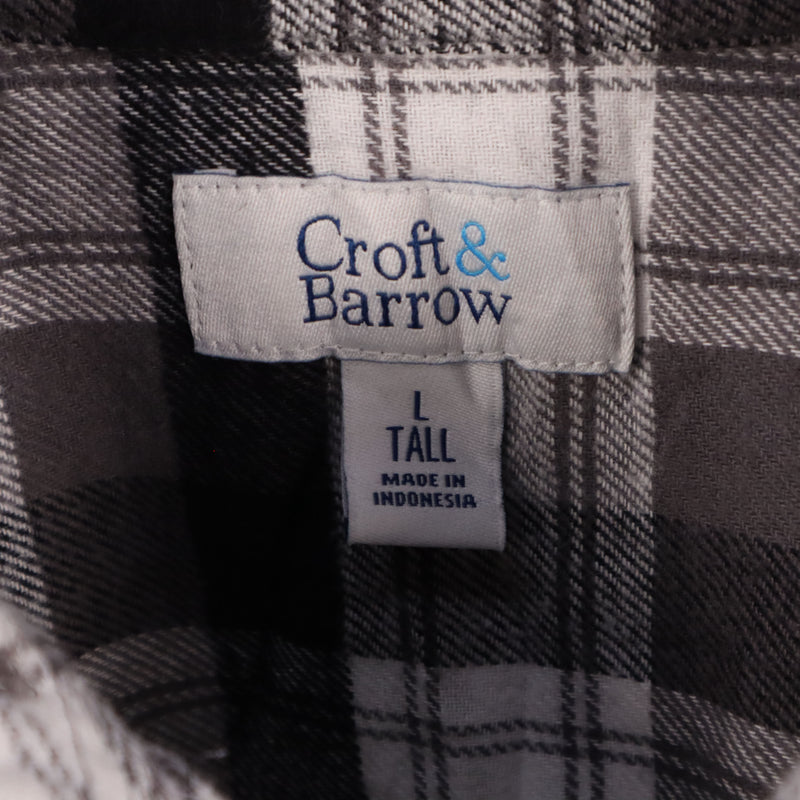 Croft&
Barrow
L
TALL
MADE IN
INDONESIA